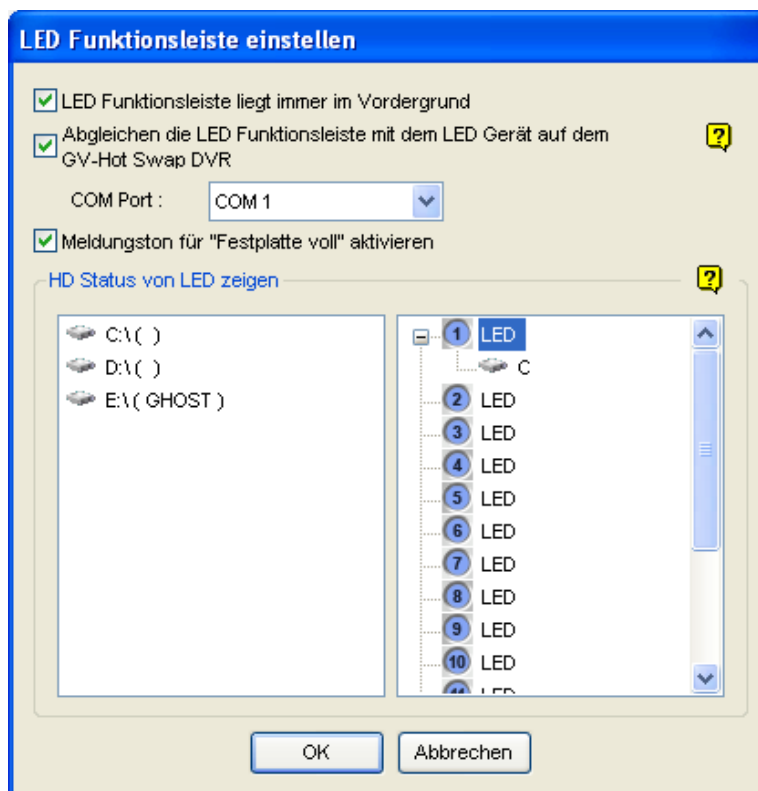 LED Funktionsleiste einstellen
LED Funktionsleiste liegt immer im Vordergrund
Abgleichen die LED Funktionsleiste mit dem LED Gerät auf dem
GV-Hot Swap DVR
COM Port :
COM 1
Meldungston für "Festplatte voll" aktivieren
HD Status von LED zeigen
C:\ ( )
D:\ ( )
E:\ ( GHOST )
1 LED
C
2 LED
3 LED
4 LED
5 LED
6 LED
7 LED
8 LED
9 LED
10 LED
11 LED
OK
Abbrechen